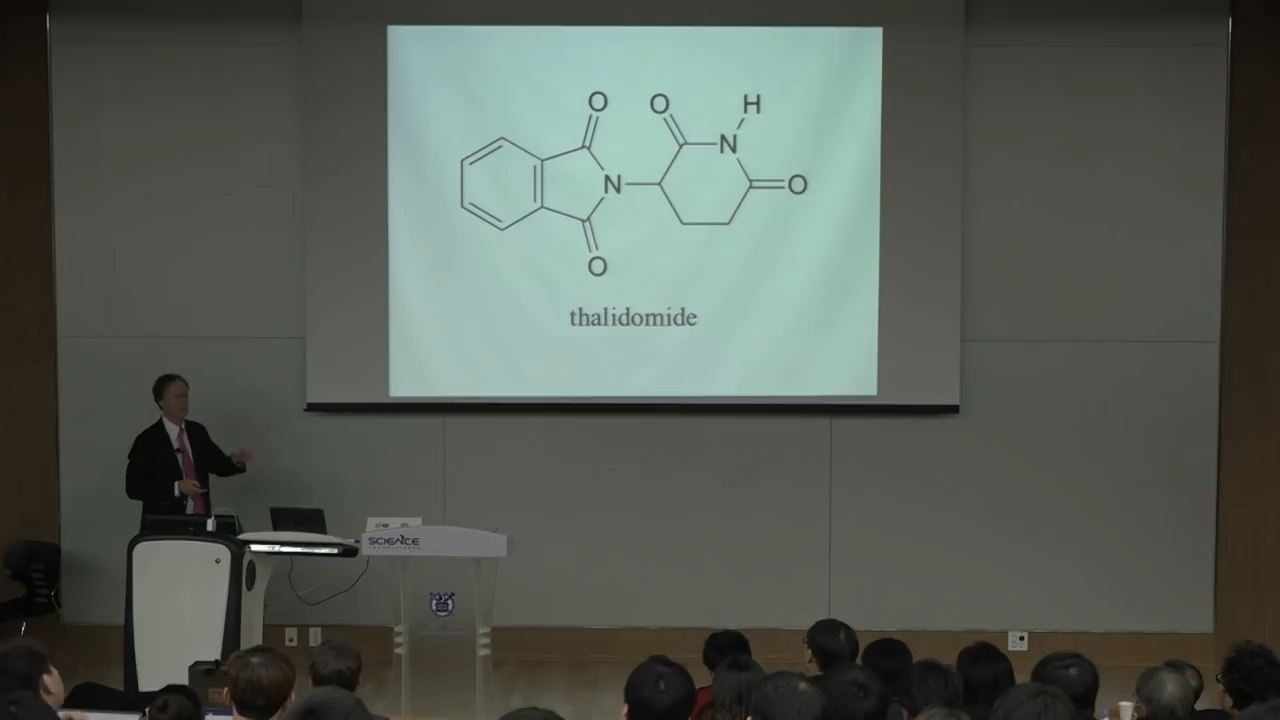 O O H
N
N O
O
thalidomide
SCIENCE